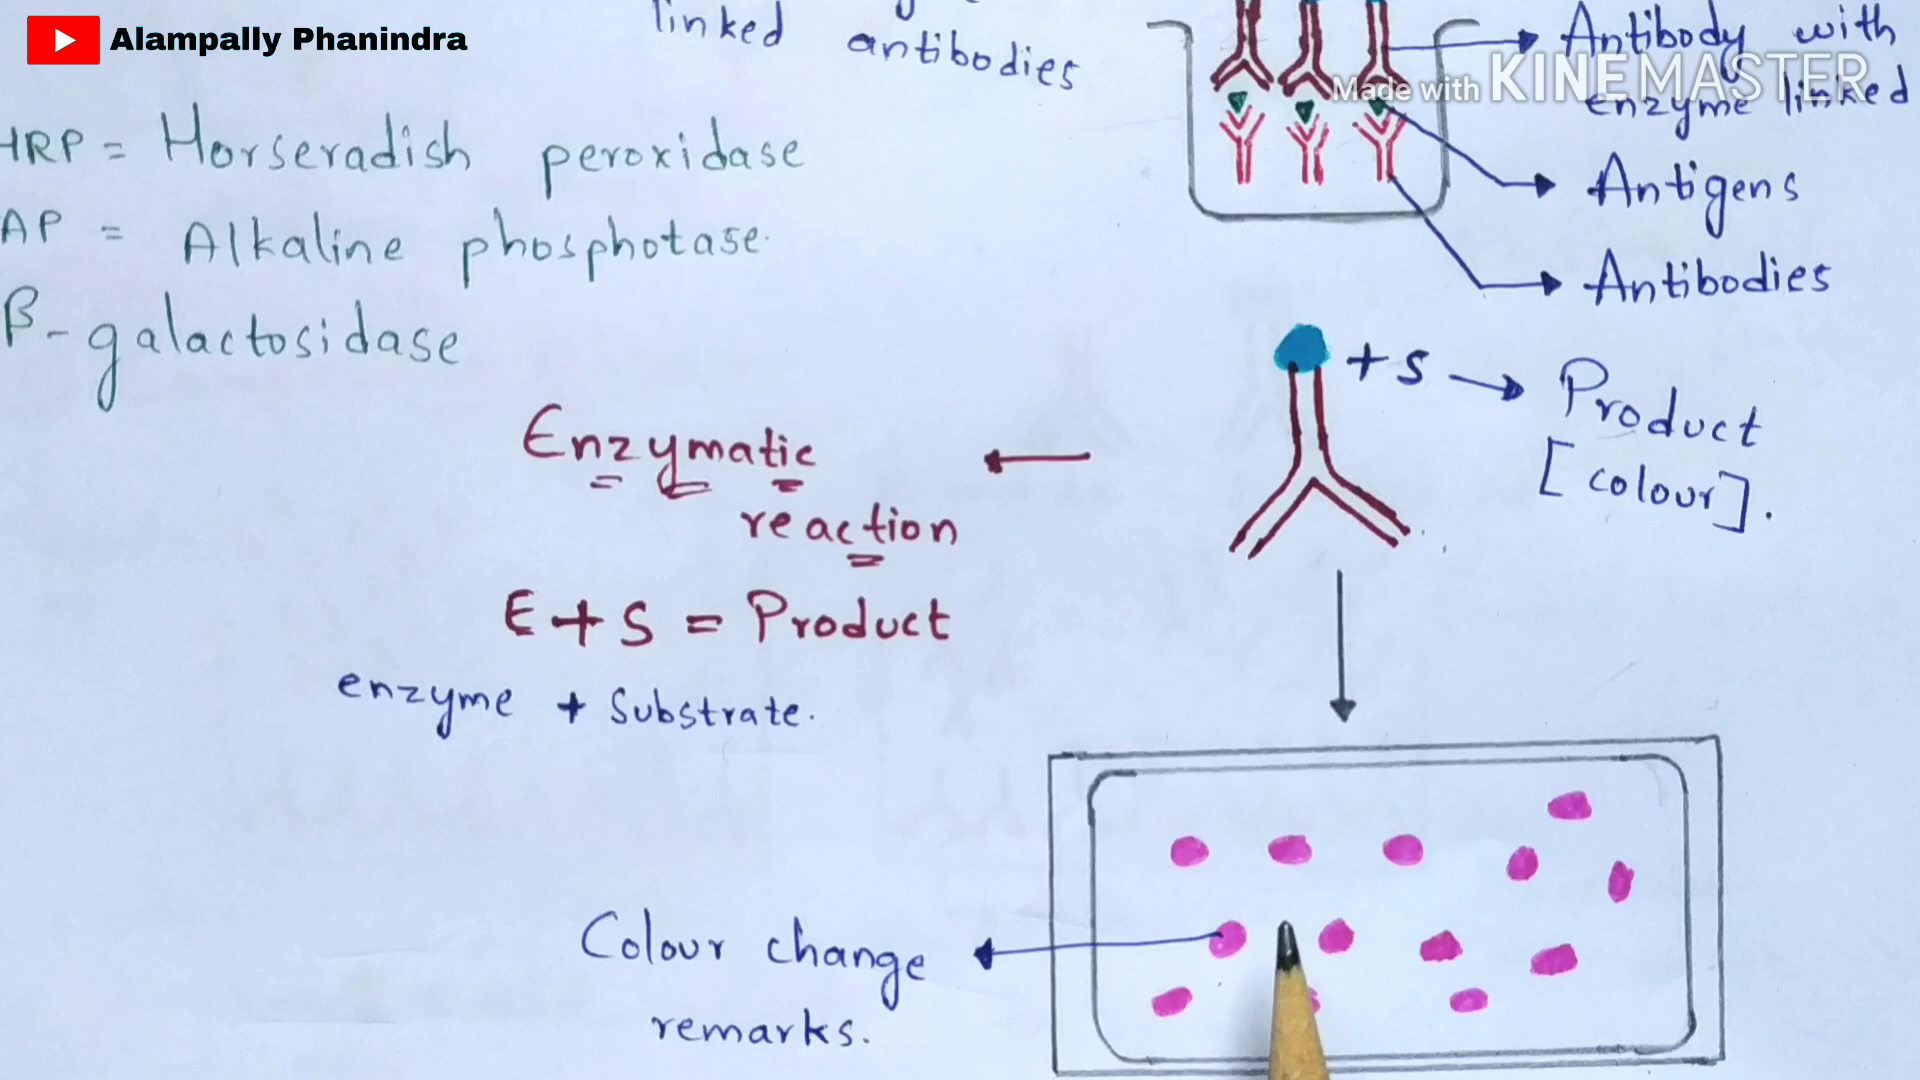 Alampally Phanindra
linked antibodies
Antibody with
enzyme linked
Made with KINEMASTER
HRP = Horseradish peroxidase
Antigens
AP = Alkaline phosphotase.
Antibodies
β-galactosidase
+ S → Product
[colour].
Enzymatic
reaction
E + S = Product
enzyme + Substrate.
Colour change
remarks.